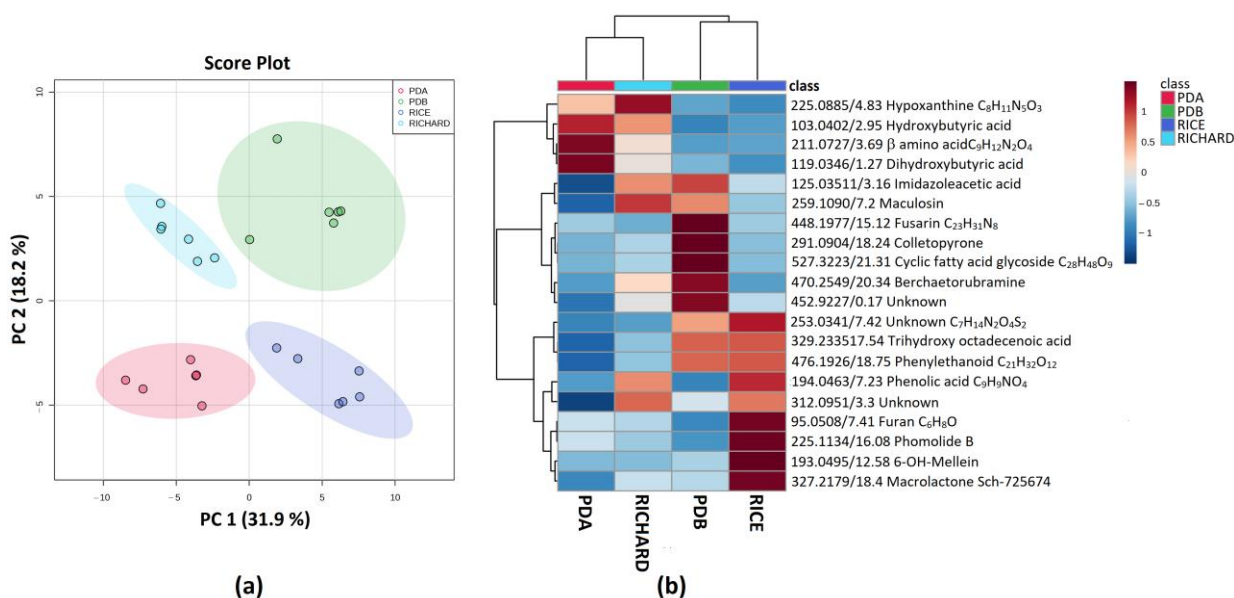 Score Plot
PDA
PDB
RICE
RICHARD
10
5
0
−5
PC 2 (18.2 %)
−10
−5
0
5
10
PC 1 (31.9 %)
(a)
class
225.0885/4.83 Hypoxanthine C₈H₁₁N₅O₃
103.0402/2.95 Hydroxybutyric acid
211.0727/3.69 β amino acidC₉H₁₂N₂O₄
119.0346/1.27 Dihydroxybutyric acid
125.03511/3.16 Imidazoleacetic acid
259.1090/7.2 Maculosin
448.1977/15.12 Fusarin C₂₃H₃₁N₈
291.0904/18.24 Colletopyrone
527.3223/21.31 Cyclic fatty acid glycoside C₂₈H₄₈O₉
470.2549/20.34 Berchaetorubramine
452.9227/0.17 Unknown
253.0341/7.42 Unknown C₇H₁₄N₂O₄S₂
329.233517.54 Trihydroxy octadecenoic acid
476.1926/18.75 Phenylethanoid C₂₁H₃₂O₁₂
194.0463/7.23 Phenolic acid C₉H₉NO₄
312.0951/3.3 Unknown
95.0508/7.41 Furan C₆H₈O
225.1134/16.08 Phomolide B
193.0495/12.58 6-OH-Mellein
327.2179/18.4 Macrolactone Sch-725674
PDA
RICHARD
PDB
RICE
1
0.5
0
−0.5
−1
class
PDA
PDB
RICE
RICHARD
(b)